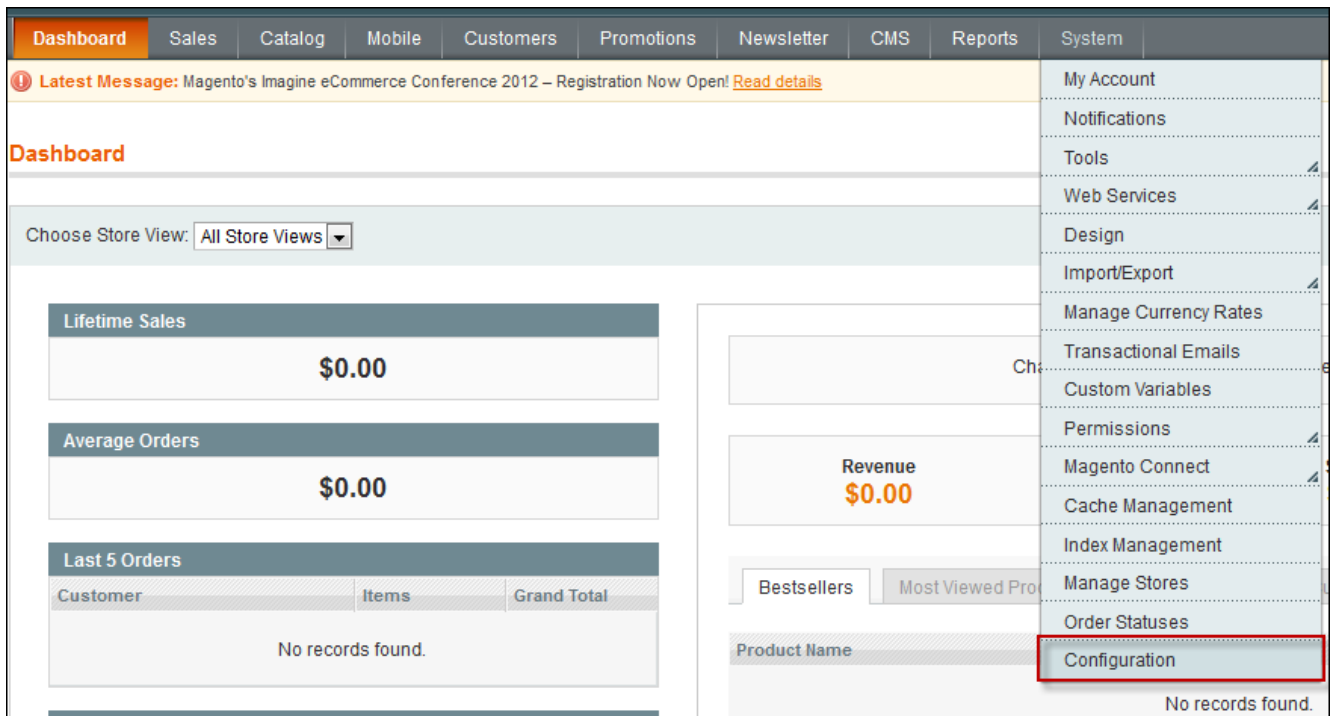 Dashboard Sales Catalog Mobile Customers Promotions Newsletter CMS Reports System
Latest Message: Magento's Imagine eCommerce Conference 2012 – Registration Now Open! Read details
Dashboard
Choose Store View: All Store Views
Lifetime Sales
$0.00
Average Orders
$0.00
Last 5 Orders
Customer Items Grand Total
No records found.
Revenue
$0.00
Bestsellers Most Viewed
Product Name
No records found.
My Account
Notifications
Tools
Web Services
Design
Import/Export
Manage Currency Rates
Transactional Emails
Custom Variables
Permissions
Magento Connect
Cache Management
Index Management
Manage Stores
Order Statuses
Configuration